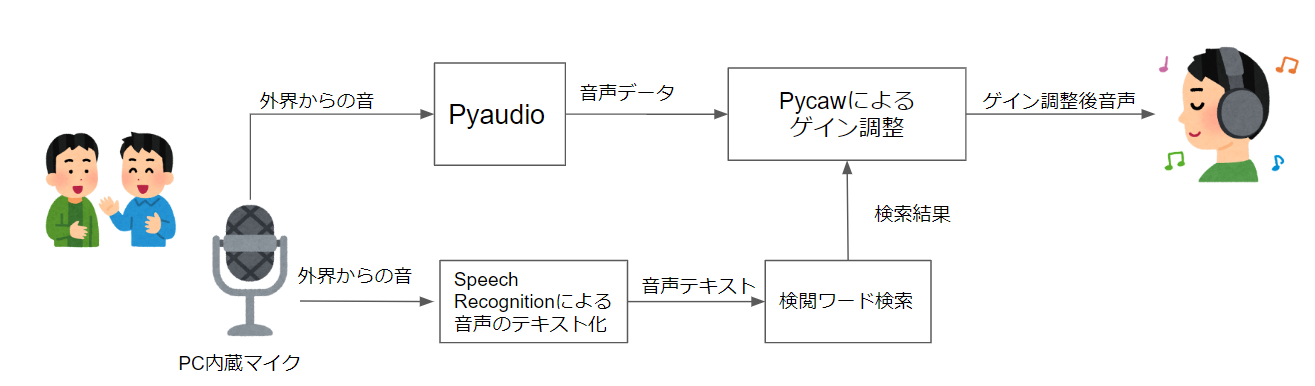 外界からの音
Pyaudio
音声データ
Pycawによる
ゲイン調整
ゲイン調整後音声
検索結果
外界からの音
Speech
Recognitionによる
音声のテキスト化
音声テキスト
検閲ワード検索
PC内蔵マイク